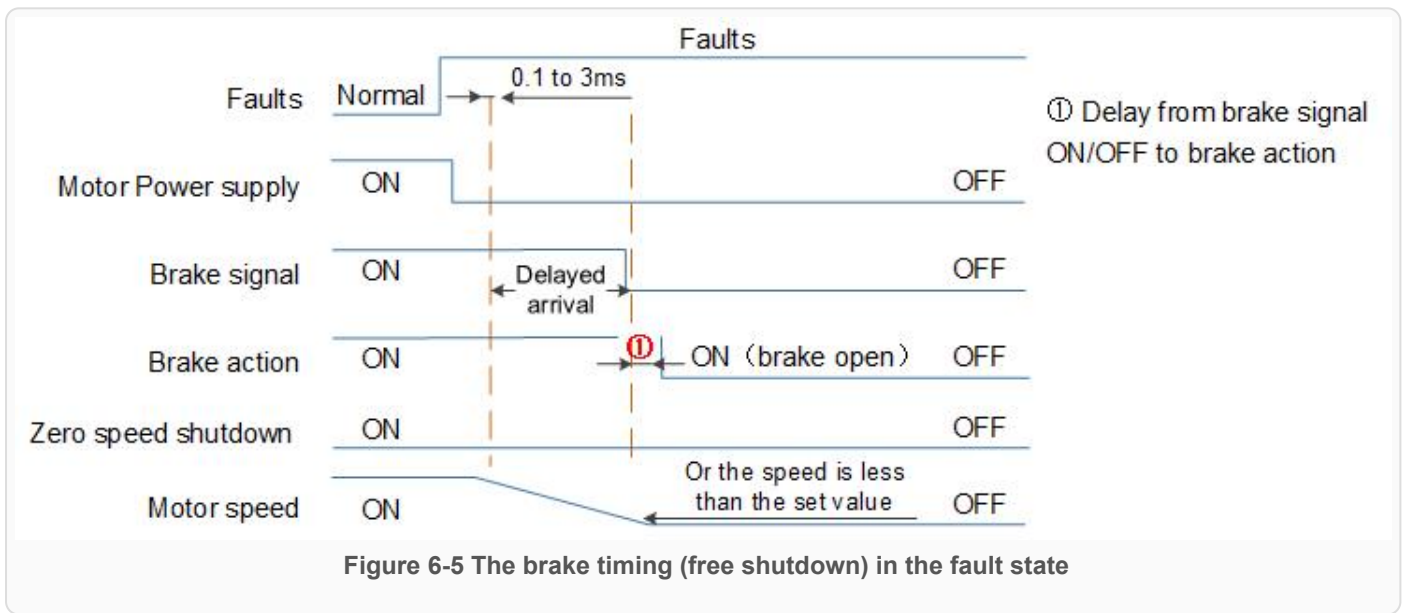 Faults
Faults Normal 0.1 to 3ms
① Delay from brake signal
ON/OFF to brake action
Motor Power supply ON OFF
Brake signal ON Delayed
arrival OFF
Brake action ON ① ON（brake open） OFF
Zero speed shutdown ON OFF
Or the speed is less
than the set value
Motor speed ON OFF
Figure 6-5 The brake timing (free shutdown) in the fault state